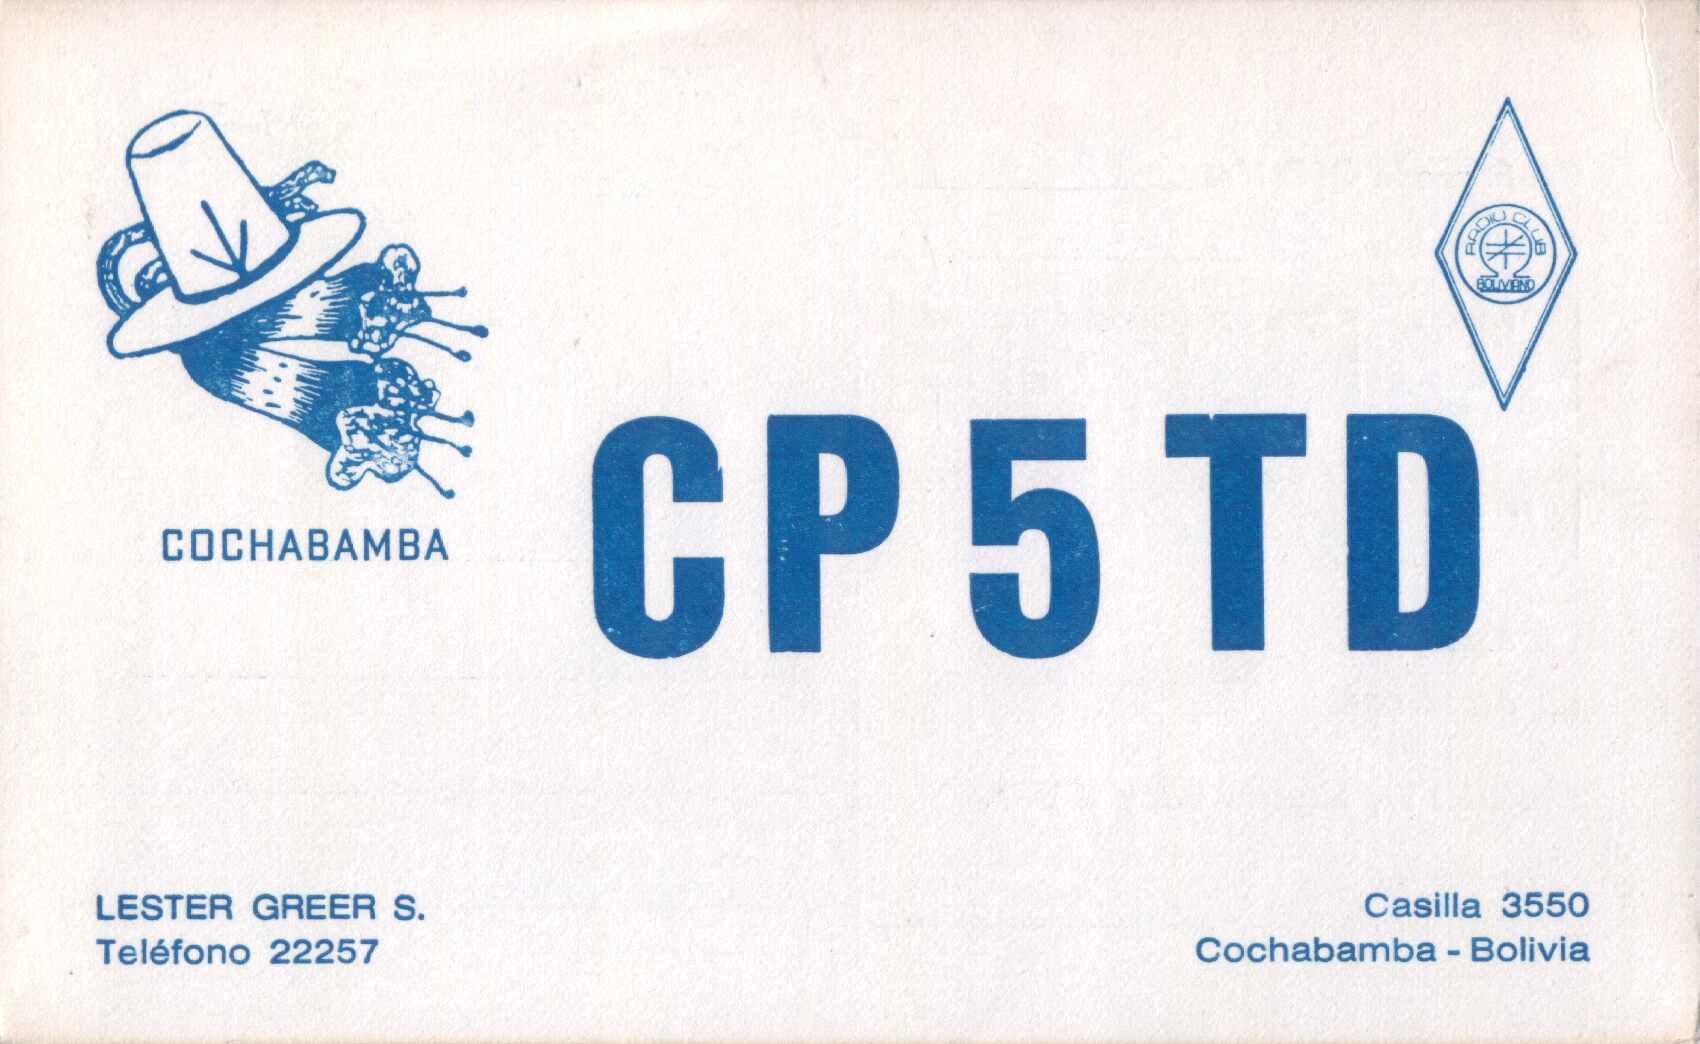 RADIO CLUB
BOLIVIANO
COCHABAMBA
CP5TD
LESTER GREER S.
Teléfono 22257
Casilla 3550
Cochabamba - Bolivia